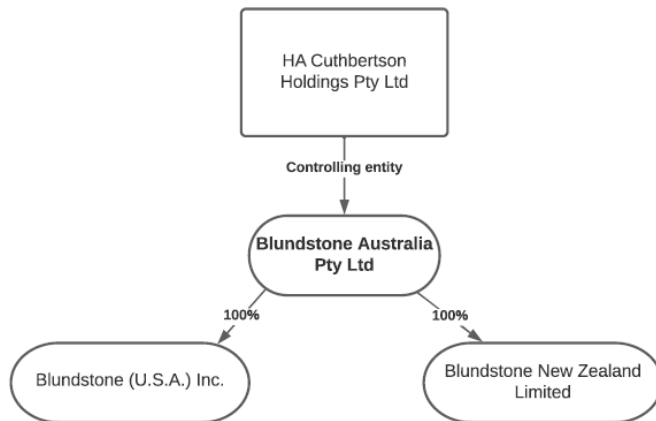 HA Cuthbertson
Holdings Pty Ltd
Controlling entity
Blundstone Australia
Pty Ltd
100%
100%
Blundstone (U.S.A.) Inc.
Blundstone New Zealand
Limited